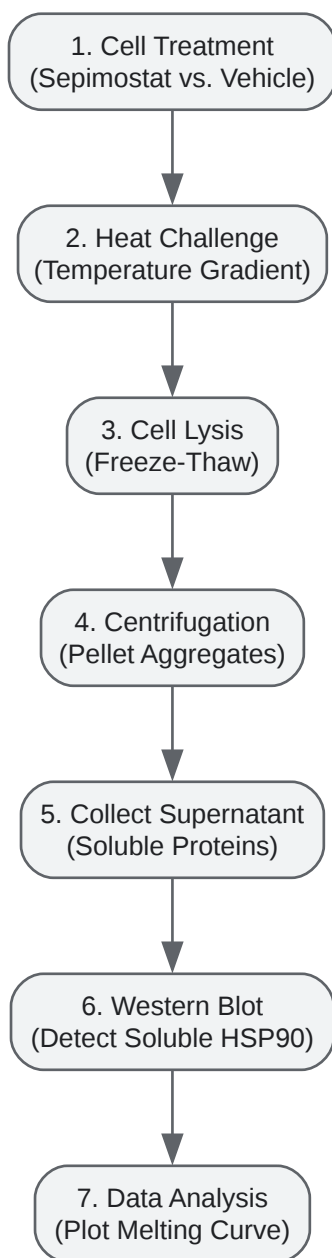 1. Cell Treatment
(Sepimostat vs. Vehicle)
2. Heat Challenge
(Temperature Gradient)
3. Cell Lysis
(Freeze-Thaw)
4. Centrifugation
(Pellet Aggregates)
5. Collect Supernatant
(Soluble Proteins)
6. Western Blot
(Detect Soluble HSP90)
7. Data Analysis
(Plot Melting Curve)